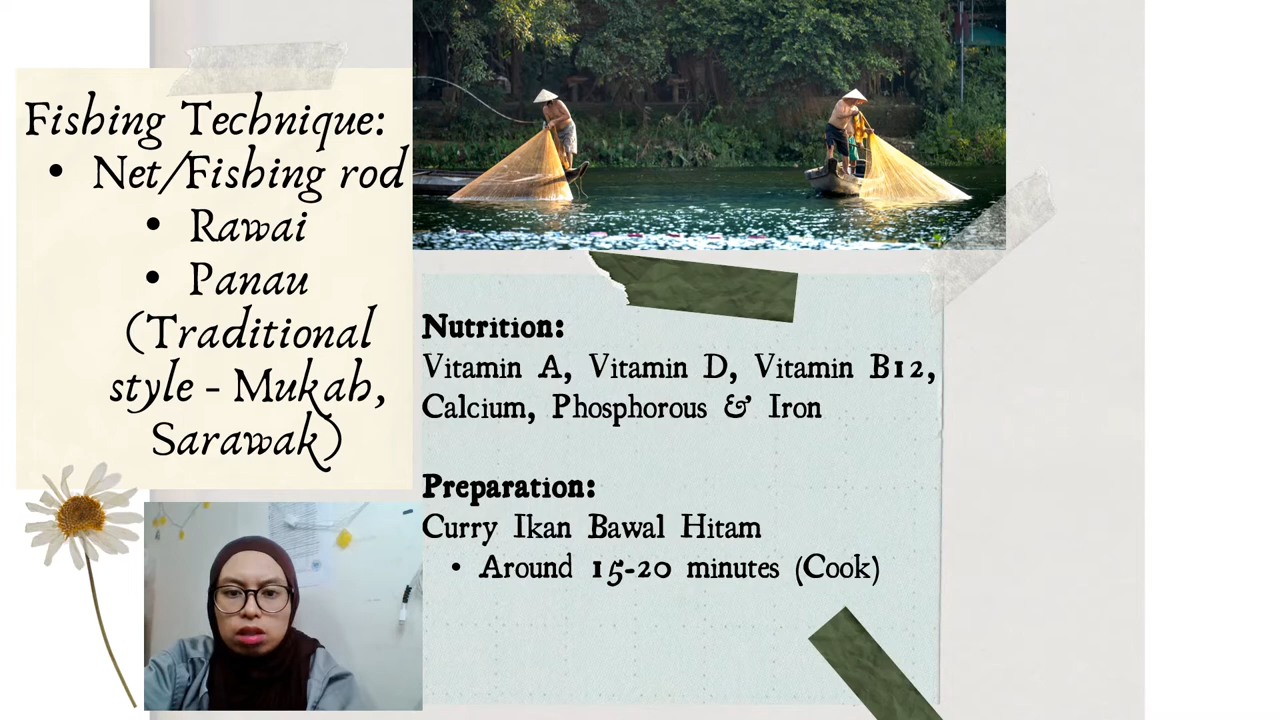 Fishing Technique:
• Net/Fishing rod
• Rawai
• Panau
(Traditional
style - Mukah,
Sarawak)
Nutrition:
Vitamin A, Vitamin D, Vitamin B12,
Calcium, Phosphorous & Iron
Preparation:
Curry Ikan Bawal Hitam
• Around 15-20 minutes (Cook)